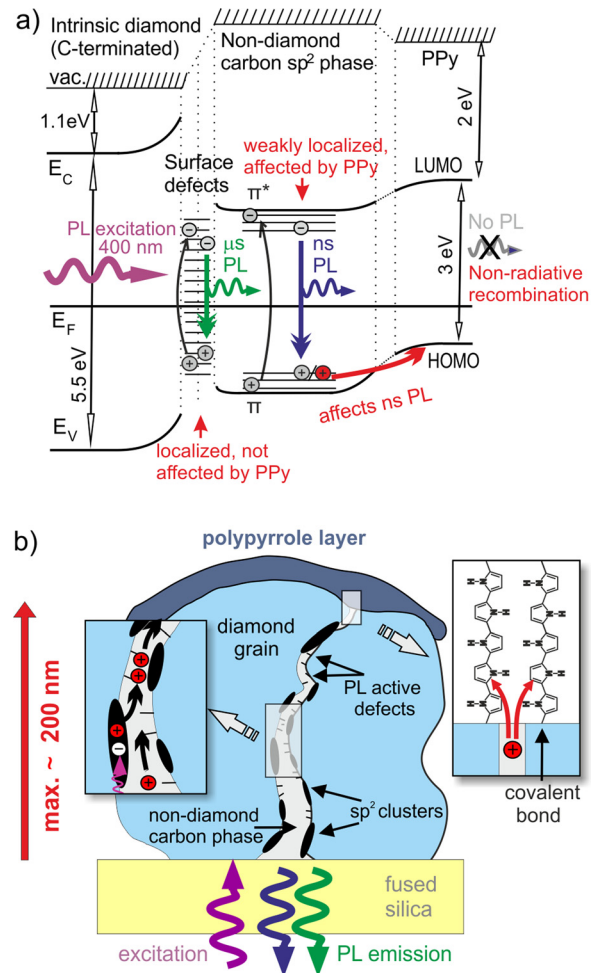 a)
Intrinsic diamond
(C-terminated)
Non-diamond
carbon sp² phase
PPy
vac.
1.1eV
2 eV
weakly localized,
affected by PPy
LUMO
E_C
Surface
defects
π*
PL excitation
400 nm
μs
PL
ns
PL
3 eV
No PL
Non-radiative
recombination
E_F
5.5 eV
HOMO
π
affects ns PL
E_V
localized, not
affected by PPy
b)
polypyrrole layer
diamond
grain
PL active
defects
max. ~ 200 nm
H
N
H
N
N
H
N
H
H
N
H
N
N
H
N
H
covalent
bond
non-diamond
carbon phase
sp² clusters
fused
silica
excitation
PL emission